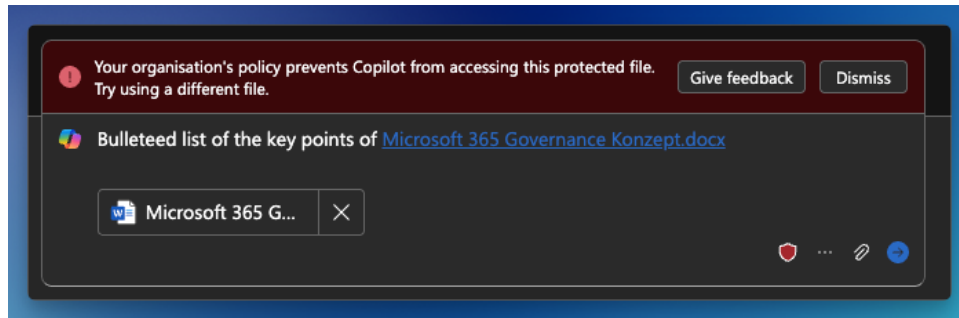 Your organisation's policy prevents Copilot from accessing this protected file.
Try using a different file.
Give feedback
Dismiss
Bulleteed list of the key points of Microsoft 365 Governance Konzept.docx
Microsoft 365 G...